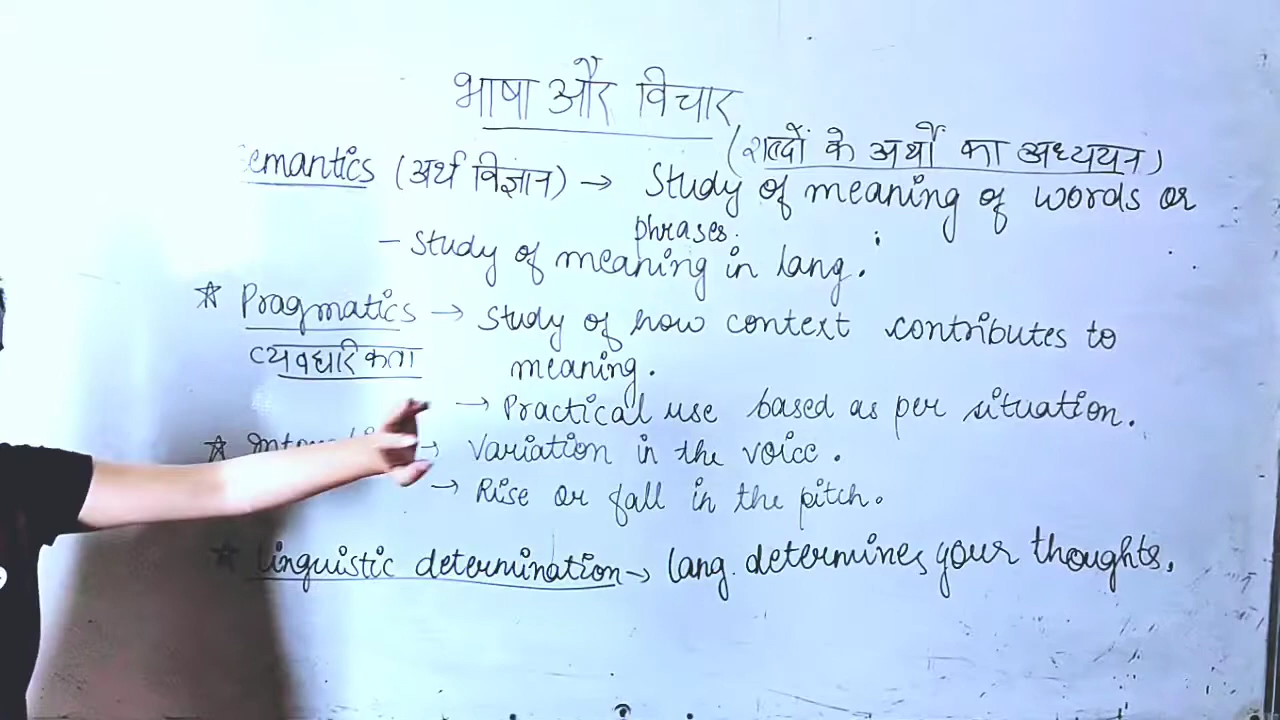 भाषा और विचार
(शब्दों के अर्थो का अध्ययन)
Semantics (अर्थ विज्ञान) → Study of meaning of words or
phrases.
- Study of meaning in lang.
☆ Pragmatics → Study of how context contributes to
व्यवधारिकता meaning.
→ Practical use based as per situation.
☆ → Variation in the voice.
→ Rise or fall in the pitch.
☆ Linguistic determination → lang. determines your thoughts.